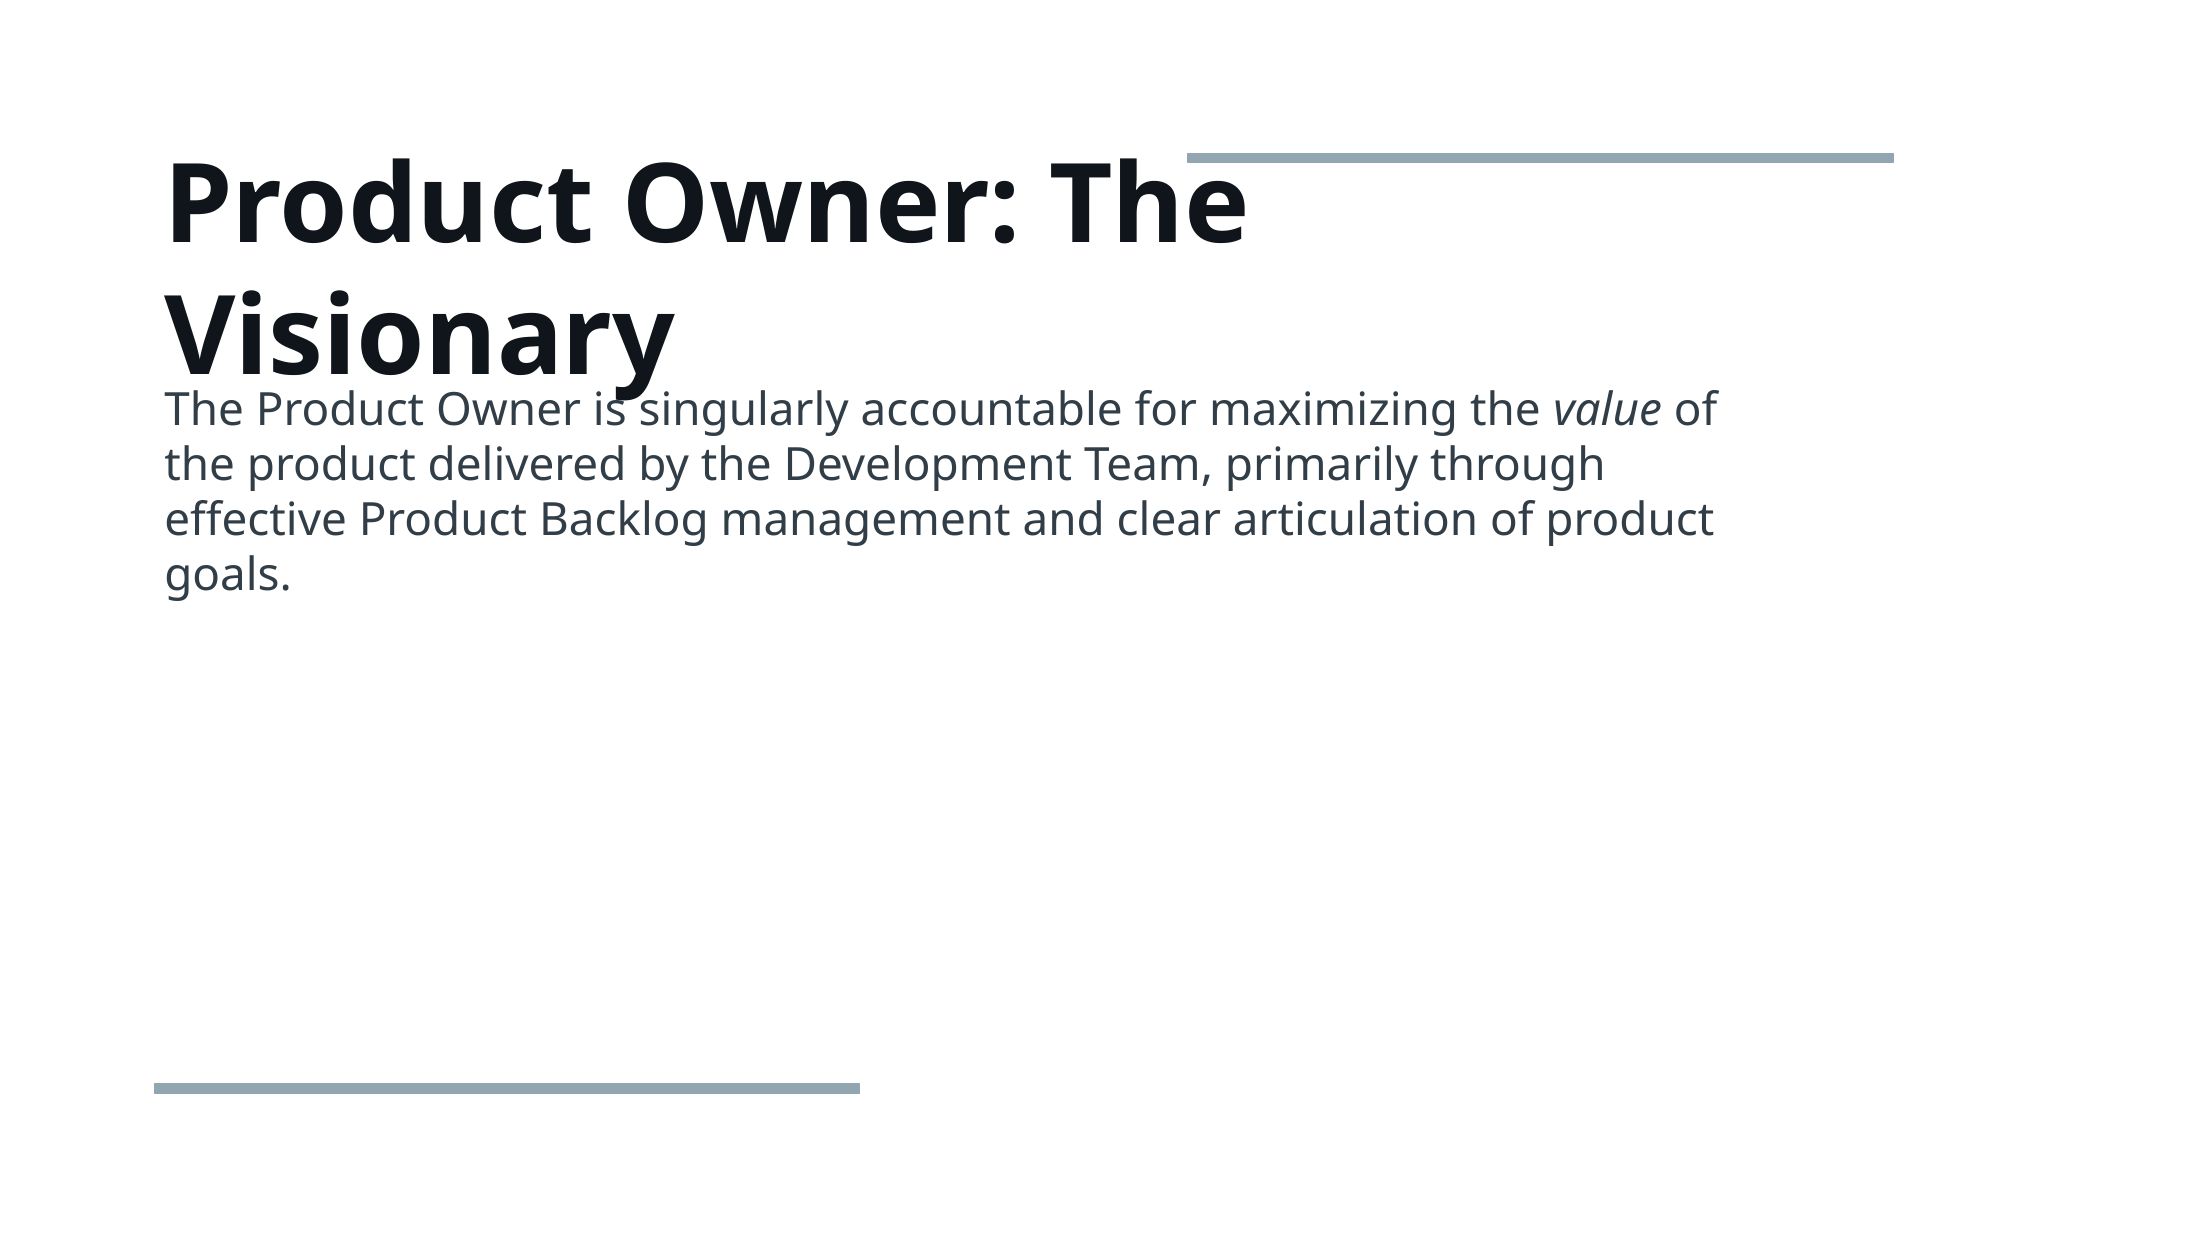 Product Owner: The
Visionary
The Product Owner is singularly accountable for maximizing the value of
the product delivered by the Development Team, primarily through
effective Product Backlog management and clear articulation of product
goals.